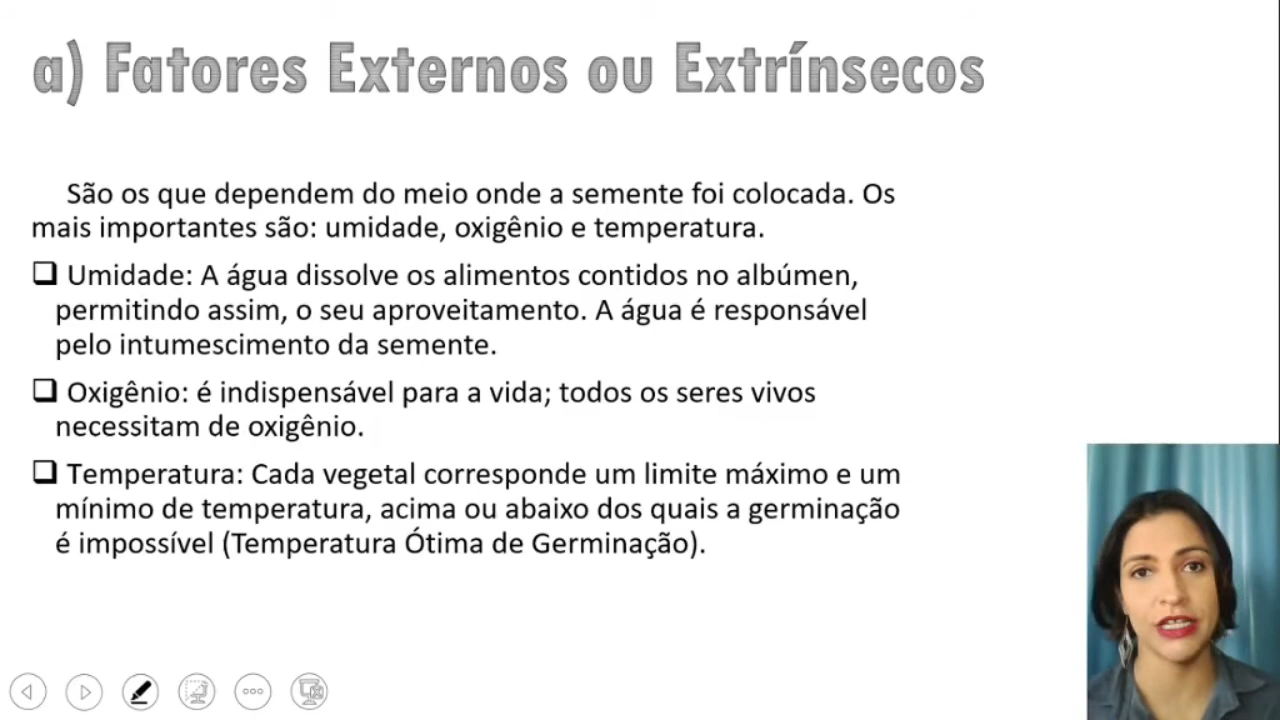 a) Fatores Externos ou Extrínsecos
São os que dependem do meio onde a semente foi colocada. Os
mais importantes são: umidade, oxigênio e temperatura.
Umidade: A água dissolve os alimentos contidos no albúmen,
permitindo assim, o seu aproveitamento. A água é responsável
pelo intumescimento da semente.
Oxigênio: é indispensável para a vida; todos os seres vivos
necessitam de oxigênio.
Temperatura: Cada vegetal corresponde um limite máximo e um
mínimo de temperatura, acima ou abaixo dos quais a germinação
é impossível (Temperatura Ótima de Germinação).